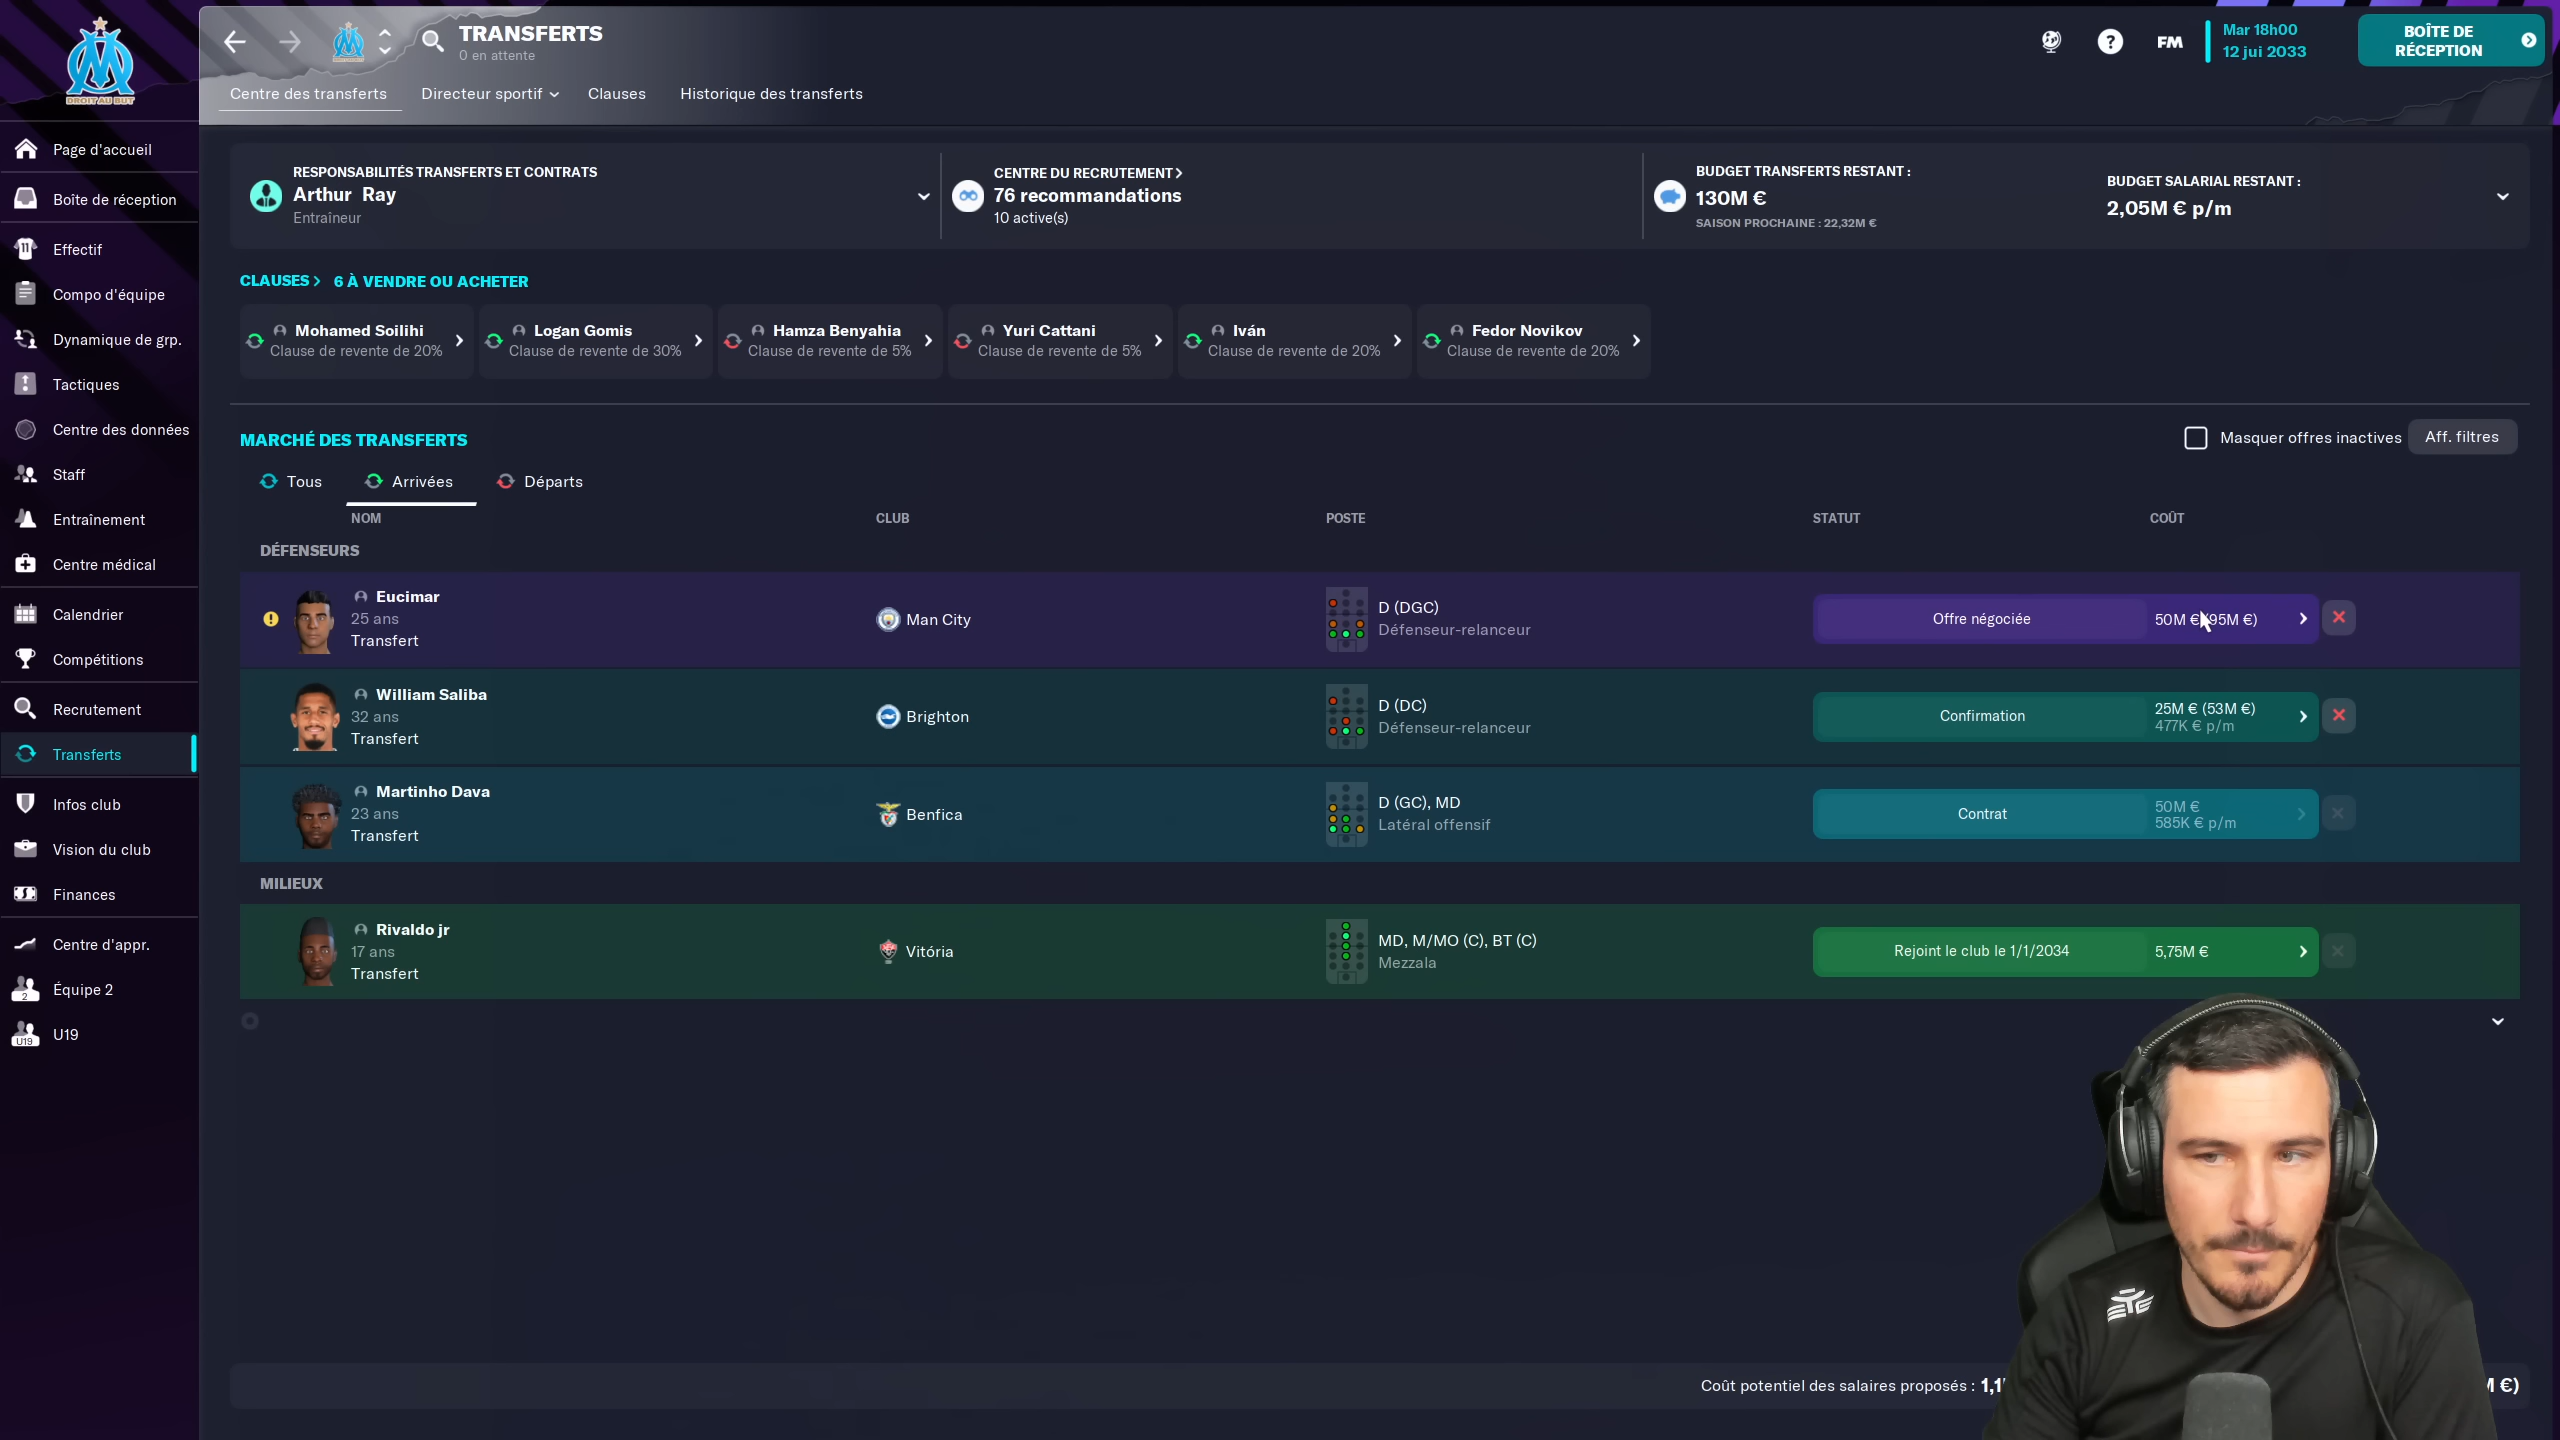 DROIT AU BUT
TRANSFERTS
0 en attente
FM
Mar 18h00
12 jui 2033
BOÎTE DE
RÉCEPTION
Centre des transferts
Directeur sportif
Clauses
Historique des transferts
Page d'accueil
Boîte de réception
Effectif
Compo d'équipe
Dynamique de grp.
Tactiques
Centre des données
Staff
Entraînement
Centre médical
Calendrier
Compétitions
Recrutement
Transferts
Infos club
Vision du club
Finances
Centre d'appr.
2
Équipe 2
U19
U19
RESPONSABILITÉS TRANSFERTS ET CONTRATS
Arthur Ray
Entraîneur
CENTRE DU RECRUTEMENT >
76 recommandations
10 active(s)
BUDGET TRANSFERTS RESTANT :
130M €
SAISON PROCHAINE : 22,32M €
BUDGET SALARIAL RESTANT :
2,05M € p/m
CLAUSES > 6 À VENDRE OU ACHETER
Mohamed Soilihi
Clause de revente de 20%
Logan Gomis
Clause de revente de 30%
Hamza Benyahia
Clause de revente de 5%
Yuri Cattani
Clause de revente de 5%
Iván
Clause de revente de 20%
Fedor Novikov
Clause de revente de 20%
MARCHÉ DES TRANSFERTS
Masquer offres inactives
Aff. filtres
Tous
Arrivées
Départs
NOM CLUB POSTE STATUT COÛT
DÉFENSEURS
Eucimar
25 ans
Transfert
Man City
D (DGC)
Défenseur-relanceur
Offre négociée
50M € (95M €)
William Saliba
32 ans
Transfert
Brighton
D (DC)
Défenseur-relanceur
Confirmation
25M € (53M €)
477K € p/m
Martinho Dava
23 ans
Transfert
Benfica
D (GC), MD
Latéral offensif
Contrat
50M €
585K € p/m
MILIEUX
Rivaldo jr
17 ans
Transfert
Vitória
MD, M/MO (C), BT (C)
Mezzala
Rejoint le club le 1/1/2034
5,75M €
Coût potentiel des salaires proposés :